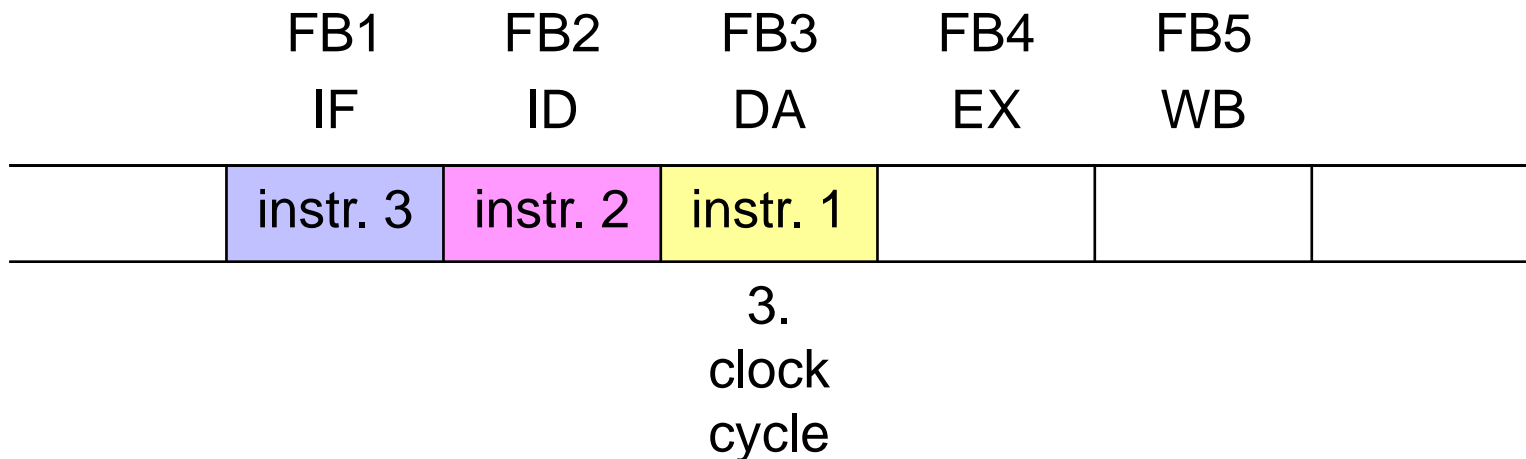 FB1 FB2 FB3 FB4 FB5
IF ID DA EX WB
instr. 3 instr. 2 instr. 1
3.
clock
cycle